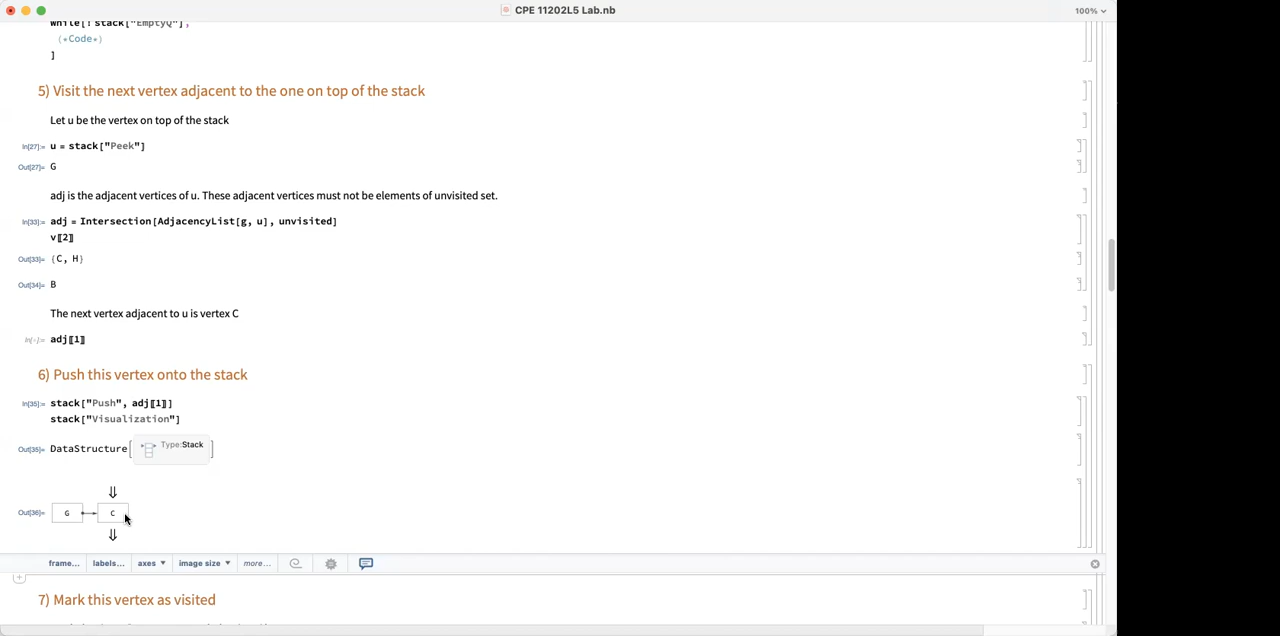 CPE 11202L5 Lab.nb
100%
While[! stack["EmptyQ"],
(*Code*)
]
5) Visit the next vertex adjacent to the one on top of the stack
Let u be the vertex on top of the stack
In[27]:= u = stack["Peek"]
Out[27]= G
adj is the adjacent vertices of u. These adjacent vertices must not be elements of unvisited set.
In[33]:= adj = Intersection[AdjacencyList[g, u], unvisited]
v〚2〛
Out[33]= {C, H}
Out[34]= B
The next vertex adjacent to u is vertex C
In[-]:= adj〚1〛
6) Push this vertex onto the stack
In[35]:= stack["Push", adj〚1〛]
stack["Visualization"]
Out[35]= DataStructure[ Type:Stack ]
Out[36]= G C
frame... labels... axes image size more...
7) Mark this vertex as visited